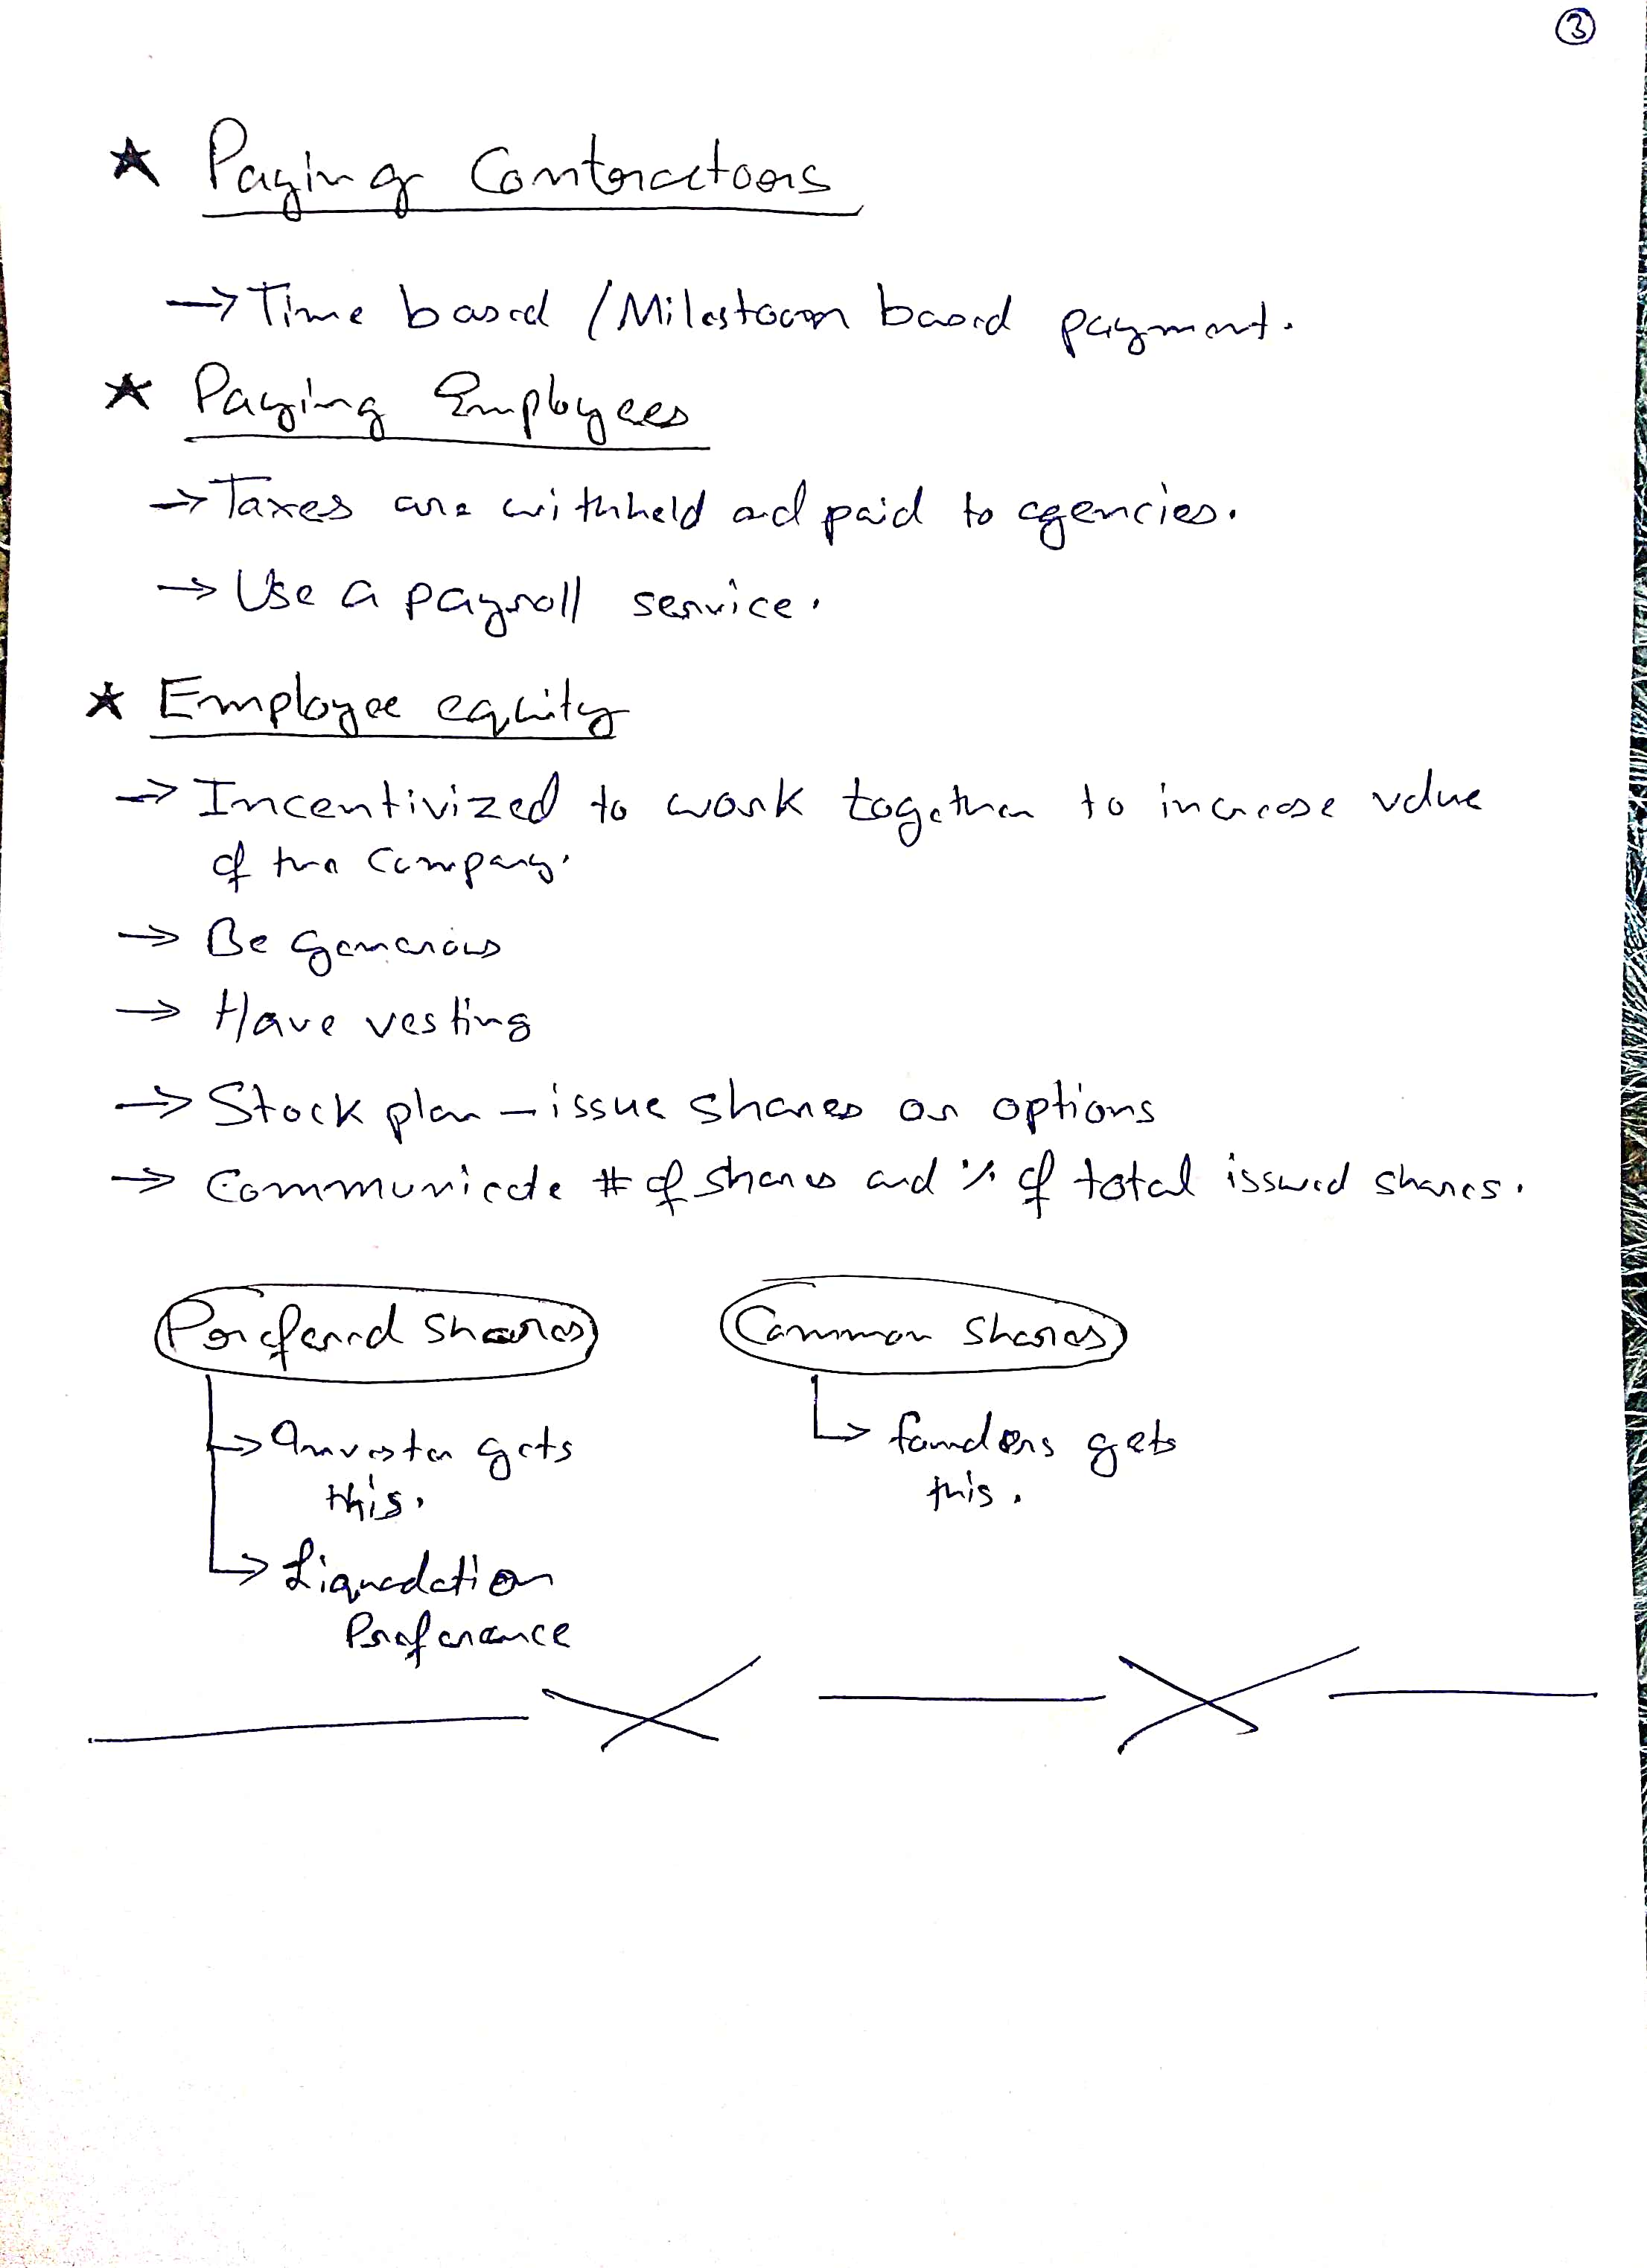 ③
★ Paying Contractors
→ Time based / Milestoon based payment.
★ Paying Employees
→ Taxes are withheld and paid to agencies.
→ Use a payroll service.
★ Employee equity
→ Incentivized to work together to increase value
of the company.
→ Be generous
→ Have vesting
→ Stock plan – issue shares or options
→ Communicate # of shares and % of total issued shares.
Preferred shares Common shares
→ Investor gets → founders gets
this. this.
→ Liquadation
Preference